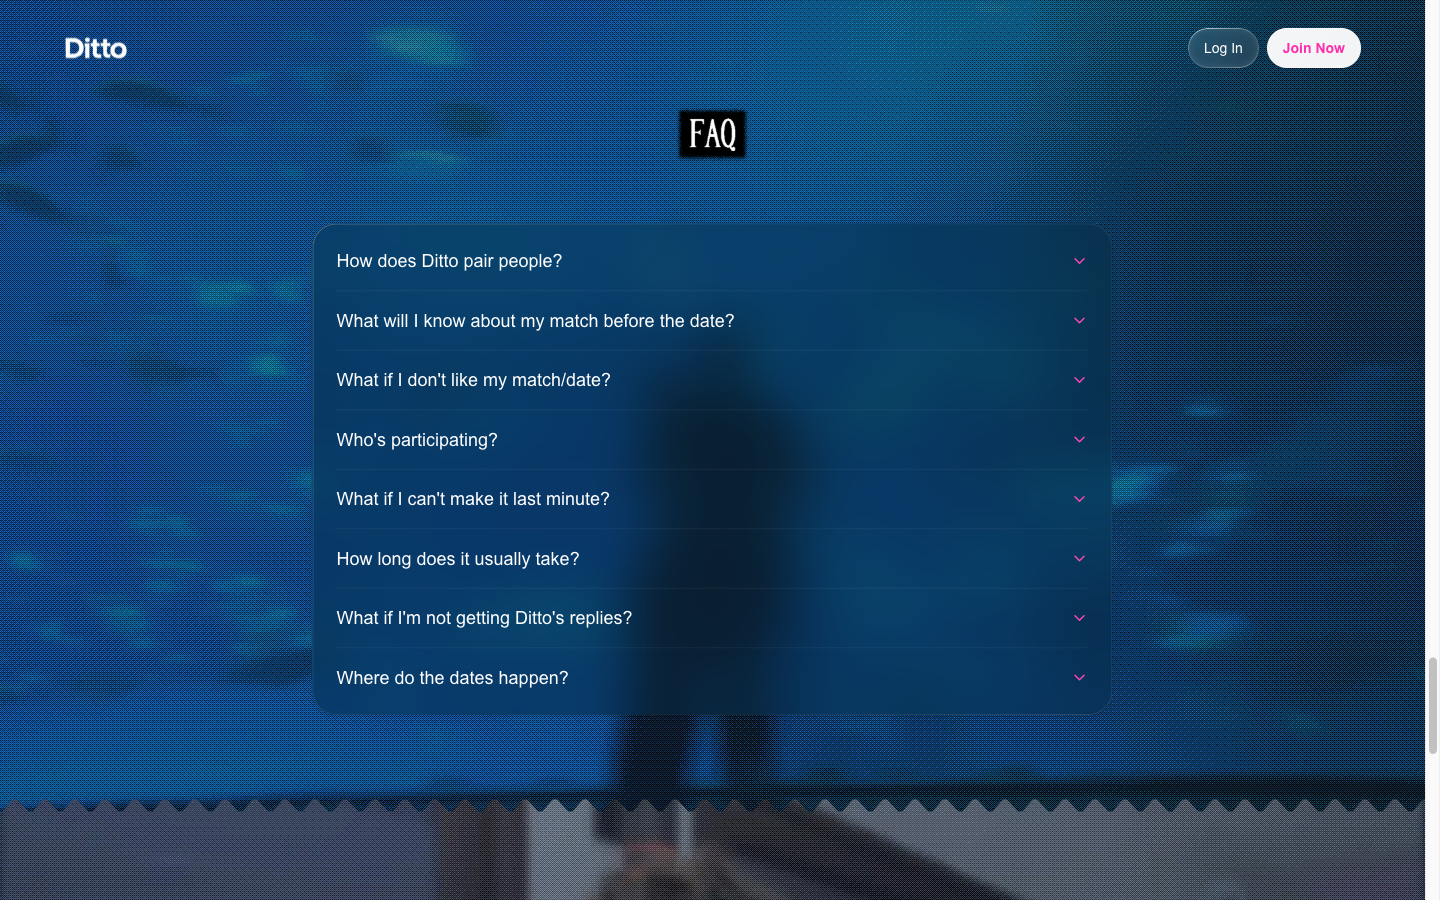 Ditto
Log In
Join Now
FAQ
How does Ditto pair people?
What will I know about my match before the date?
What if I don't like my match/date?
Who's participating?
What if I can't make it last minute?
How long does it usually take?
What if I'm not getting Ditto's replies?
Where do the dates happen?